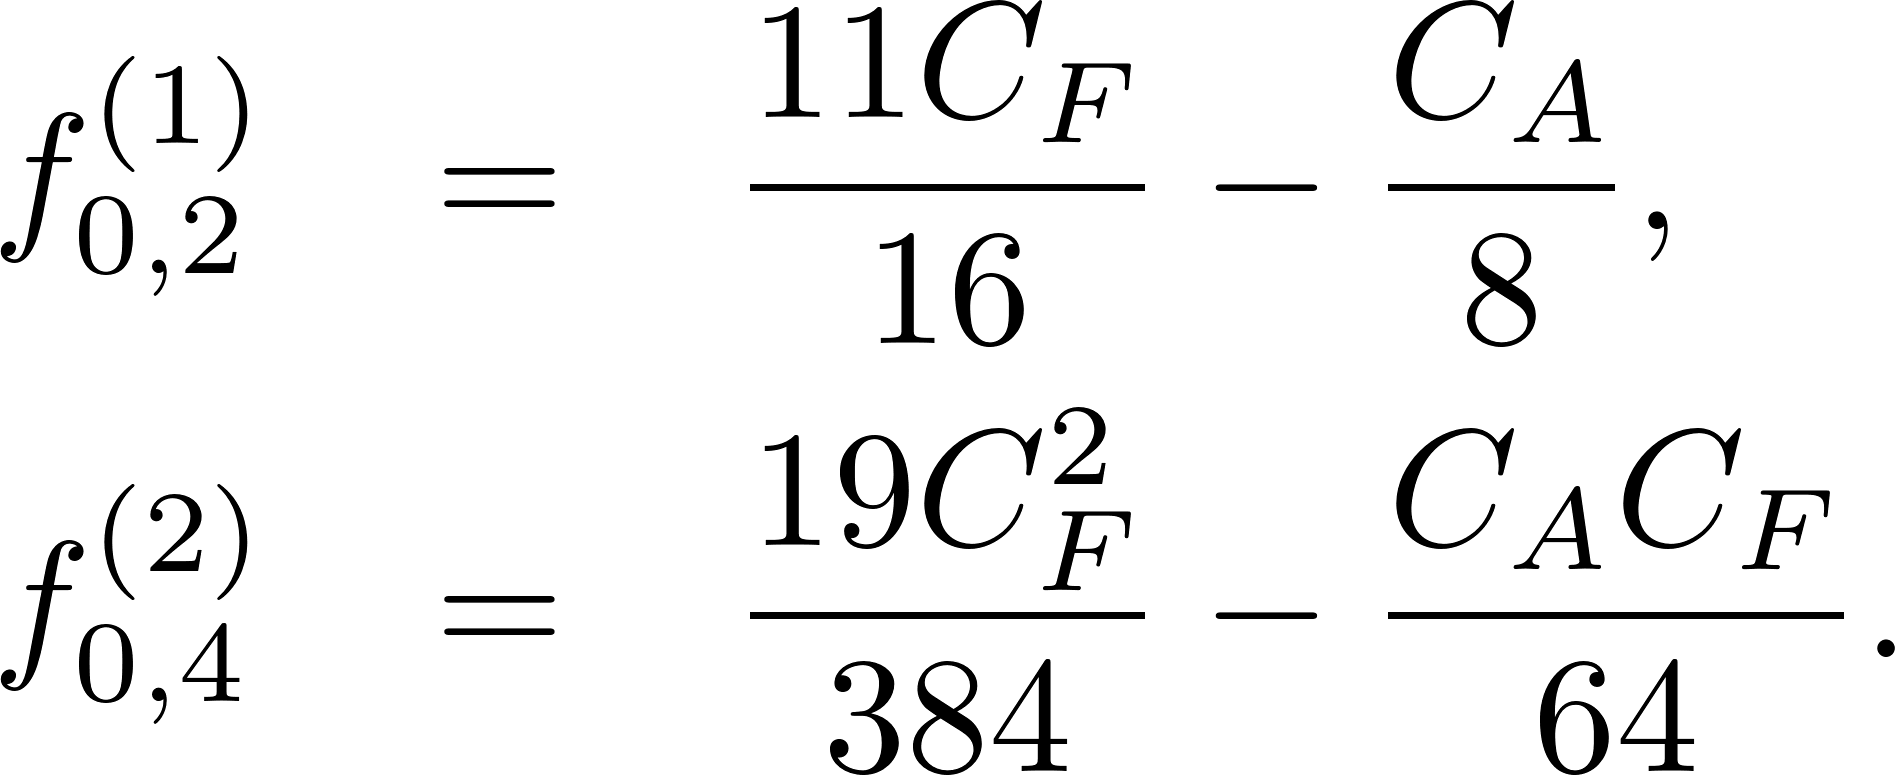 f_{0,2}^{(1)} = \frac{11C_F}{16} - \frac{C_A}{8},
f_{0,4}^{(2)} = \frac{19C_F^2}{384} - \frac{C_A C_F}{64}.